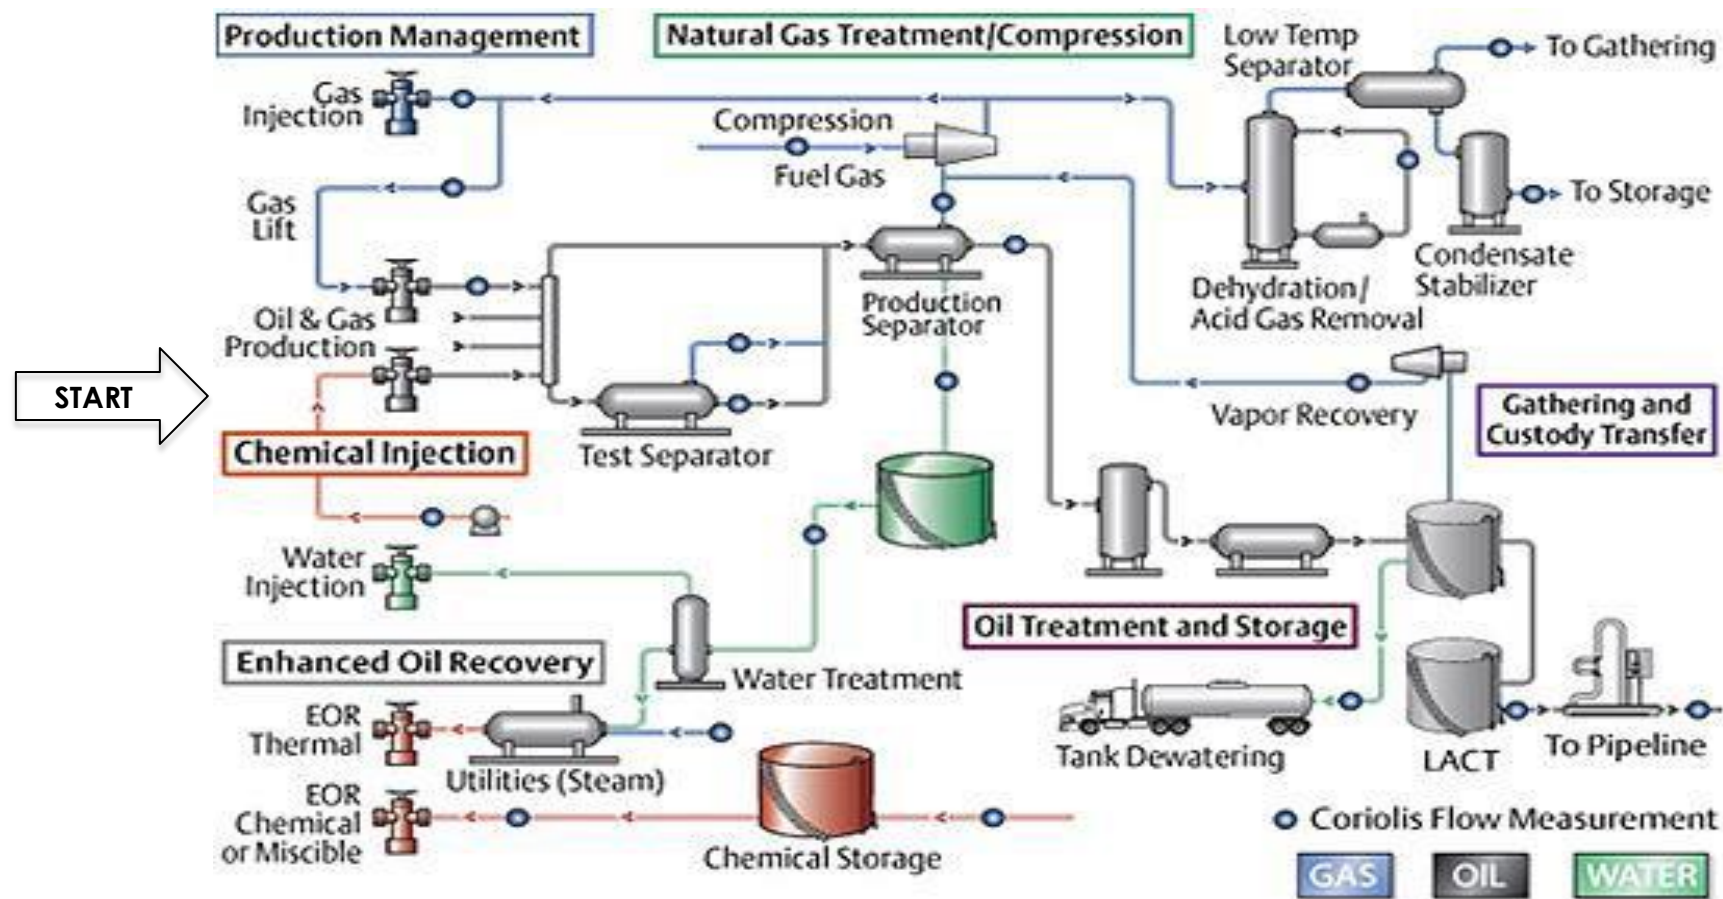 Production Management
Natural Gas Treatment/Compression
Low Temp
Separator
To Gathering
Gas
Injection
Compression
Fuel Gas
To Storage
Gas
Lift
Condensate
Stabilizer
Dehydration/
Acid Gas Removal
Production
Separator
Oil & Gas
Production
START
Vapor Recovery
Gathering and
Custody Transfer
Chemical Injection
Test Separator
Water
Injection
Oil Treatment and Storage
Enhanced Oil Recovery
Water Treatment
EOR
Thermal
Utilities (Steam)
Tank Dewatering
LACT
To Pipeline
EOR
Chemical
or Miscible
Chemical Storage
Coriolis Flow Measurement
GAS
OIL
WATER